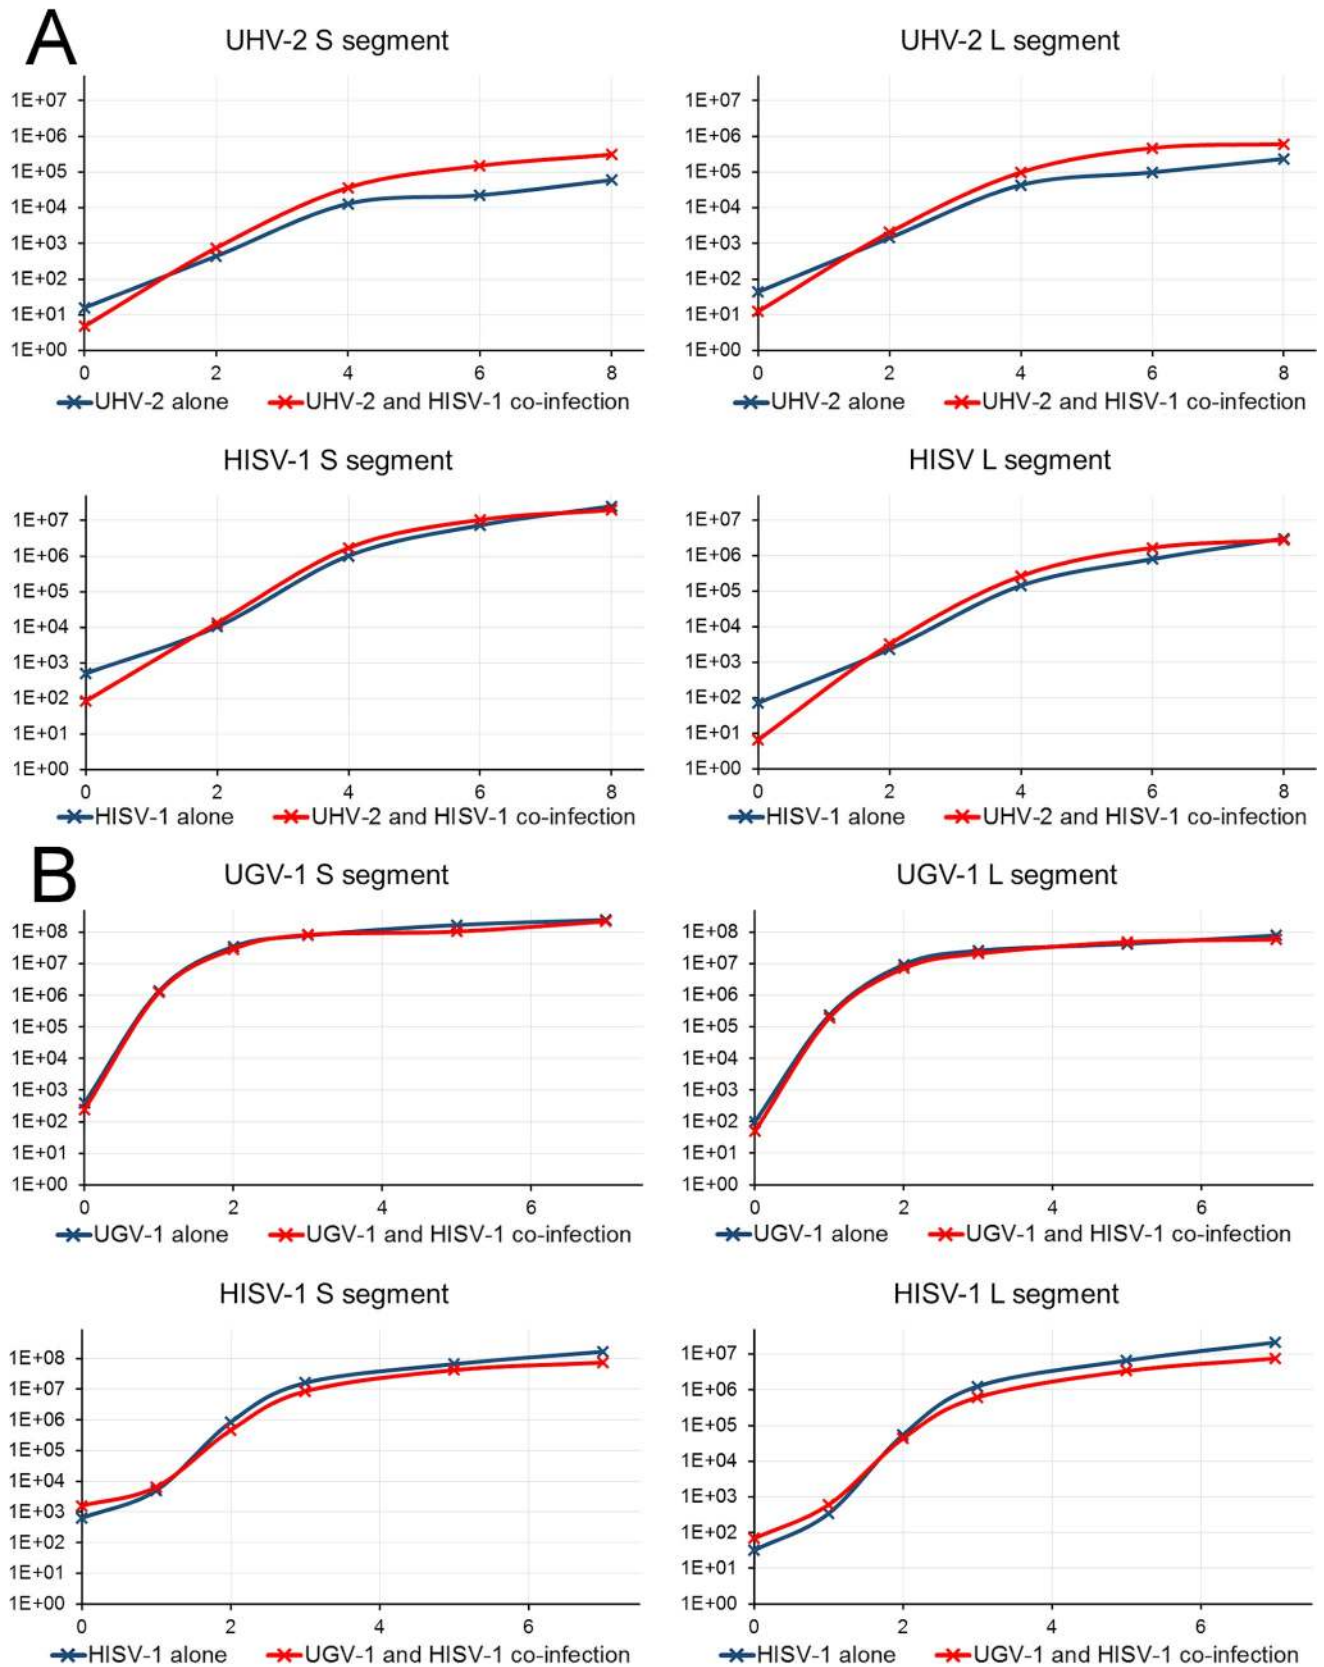 A
UHV-2 S segment
1E+07
1E+06
1E+05
1E+04
1E+03
1E+02
1E+01
1E+00
0 2 4 6 8
UHV-2 alone UHV-2 and HISV-1 co-infection
UHV-2 L segment
1E+07
1E+06
1E+05
1E+04
1E+03
1E+02
1E+01
1E+00
0 2 4 6 8
UHV-2 alone UHV-2 and HISV-1 co-infection
HISV-1 S segment
1E+07
1E+06
1E+05
1E+04
1E+03
1E+02
1E+01
1E+00
0 2 4 6 8
HISV-1 alone UHV-2 and HISV-1 co-infection
HISV L segment
1E+07
1E+06
1E+05
1E+04
1E+03
1E+02
1E+01
1E+00
0 2 4 6 8
HISV-1 alone UHV-2 and HISV-1 co-infection
B
UGV-1 S segment
1E+08
1E+07
1E+06
1E+05
1E+04
1E+03
1E+02
1E+01
1E+00
0 2 4 6
UGV-1 alone UGV-1 and HISV-1 co-infection
UGV-1 L segment
1E+08
1E+07
1E+06
1E+05
1E+04
1E+03
1E+02
1E+01
1E+00
0 2 4 6
UGV-1 alone UGV-1 and HISV-1 co-infection
HISV-1 S segment
1E+08
1E+07
1E+06
1E+05
1E+04
1E+03
1E+02
1E+01
1E+00
0 2 4 6
HISV-1 alone UGV-1 and HISV-1 co-infection
HISV-1 L segment
1E+07
1E+06
1E+05
1E+04
1E+03
1E+02
1E+01
1E+00
0 2 4 6
HISV-1 alone UGV-1 and HISV-1 co-infection